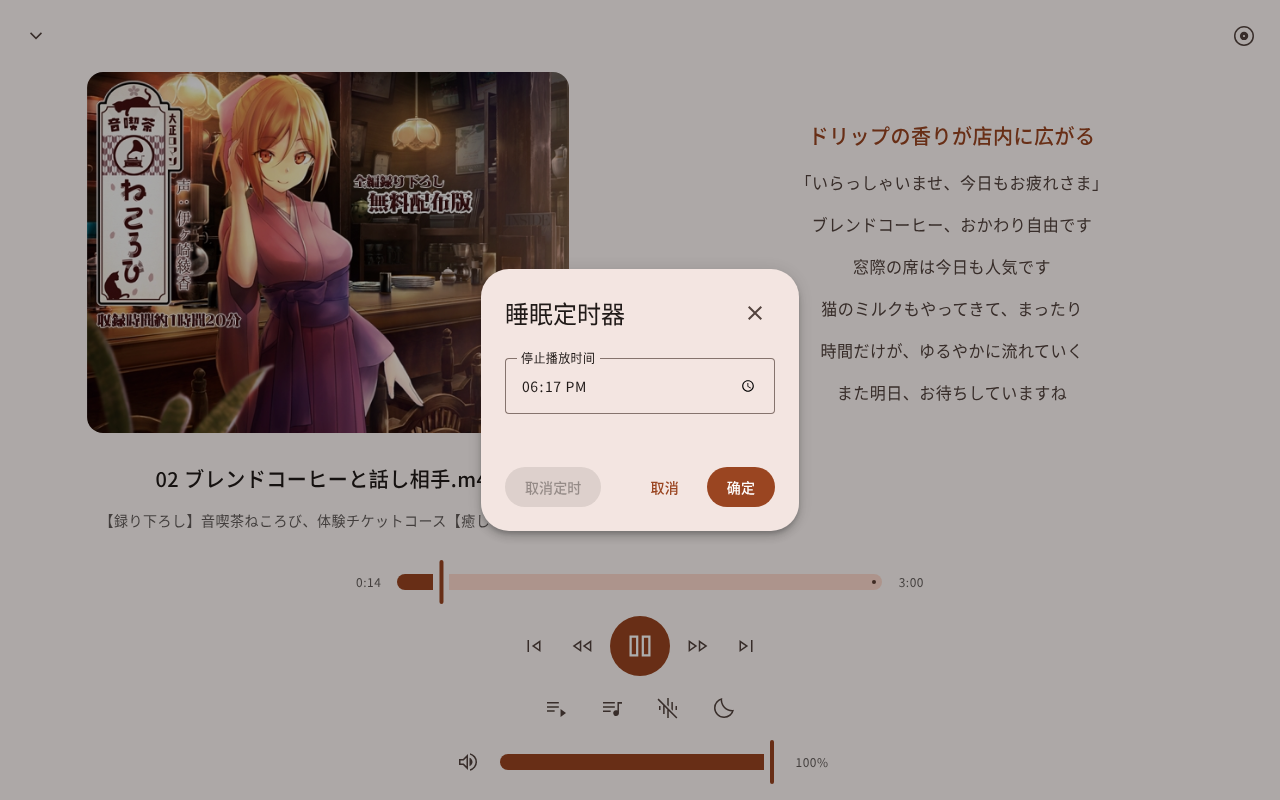 音喫茶
大正ロマン
ねころび
声：伊ヶ崎綾香
全編録り下ろし
無料配布版
収録時間約1時間20分
ドリップの香りが店内に広がる
「いらっしゃいませ、今日もお疲れさま」
ブレンドコーヒー、おかわり自由です
窓際の席は今日も人気です
猫のミルクもやってきて、まったり
時間だけが、ゆるやかに流れていく
また明日、お待ちしていますね
睡眠定时器
停止播放时间
06:17 PM
取消定时
取消
确定
02 ブレンドコーヒーと話し相手.m4
【録り下ろし】音喫茶ねころび、体験チケットコース【癒し
0:14
3:00
100%